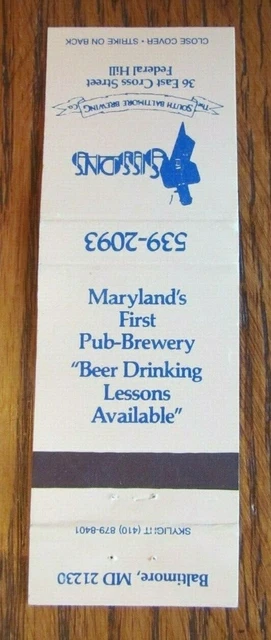 CLOSE COVER • STRIKE ON BACK
36 East Cross Street
Federal Hill
The SOUTH BALTIMORE BREWING Co.
SISSON'S
539-2093
Maryland's
First
Pub-Brewery
"Beer Drinking
Lessons
Available"
SKYLIGHT (410) 879-8401
Baltimore, MD 21230